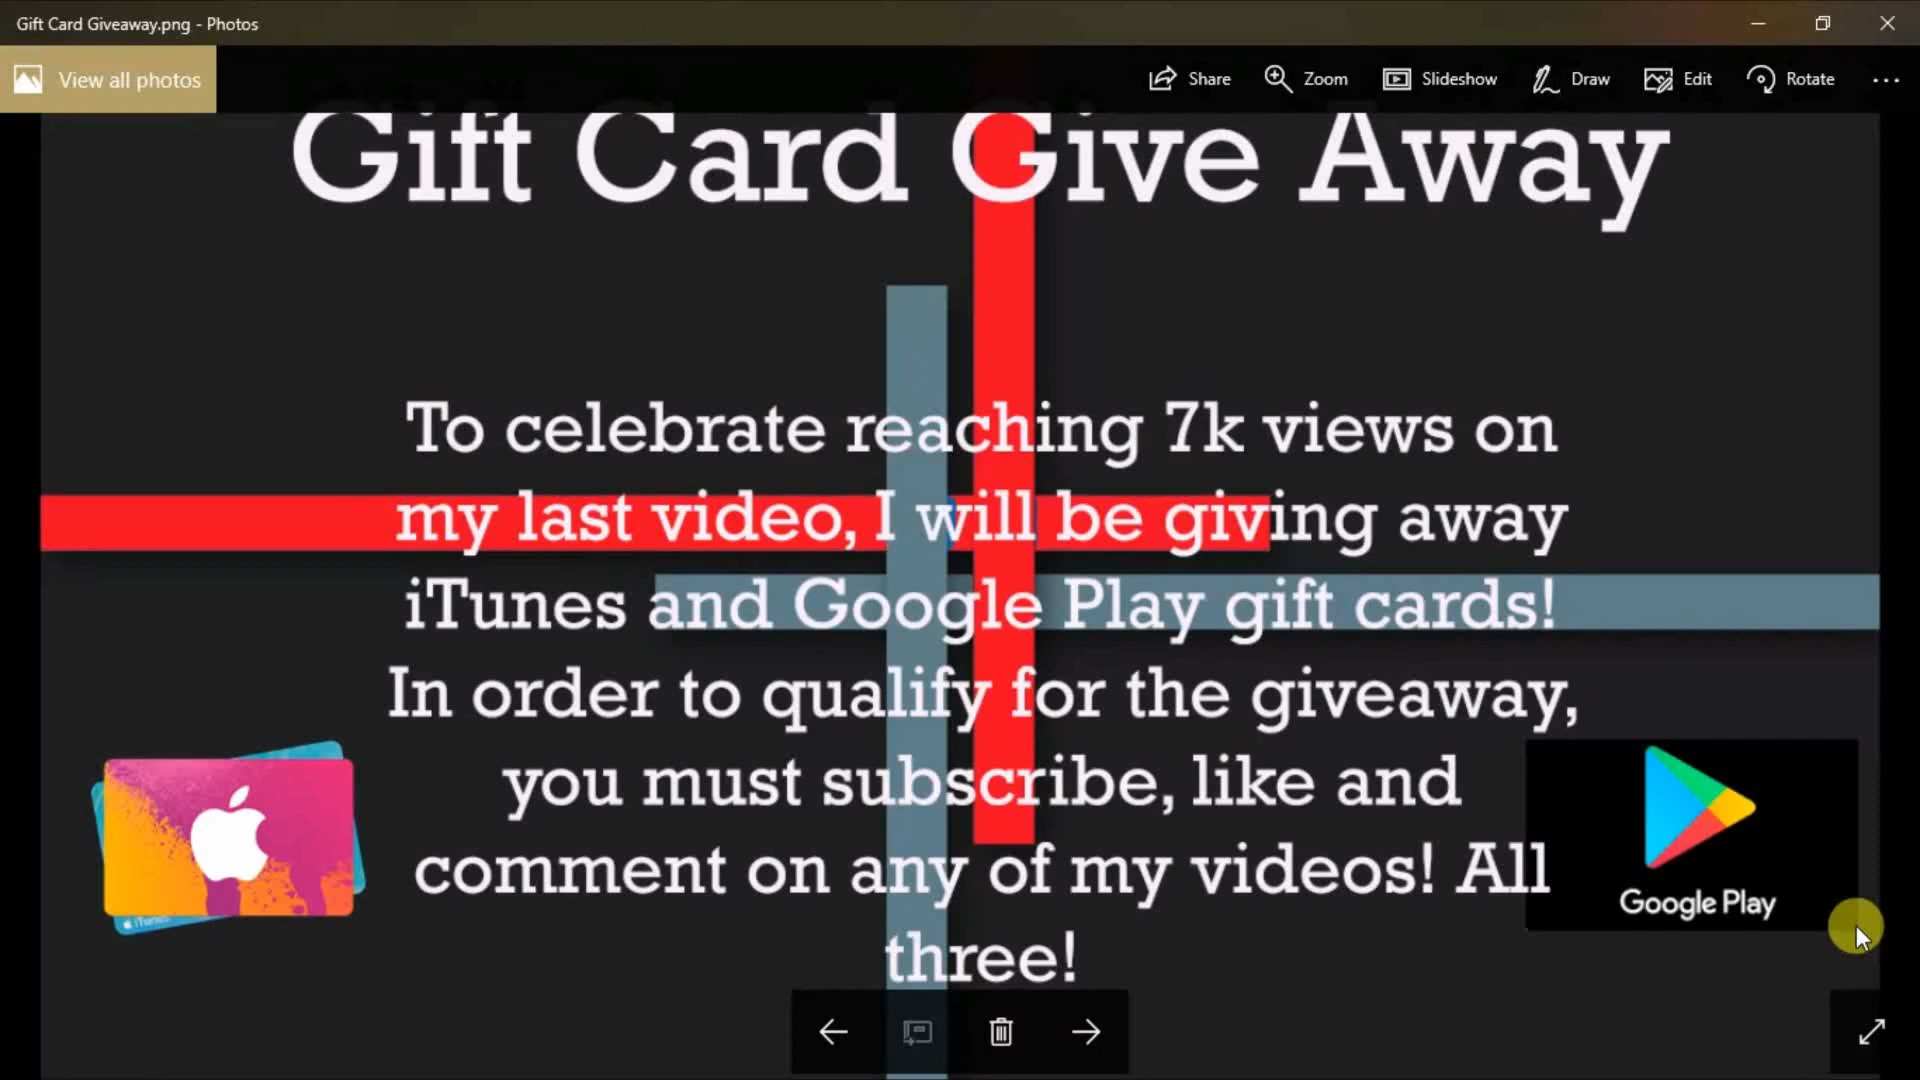 Gift Card Giveaway.png - Photos
View all photos
Share
Zoom
Slideshow
Draw
Edit
Rotate
Gift Card Give Away
To celebrate reaching 7k views on
my last video, I will be giving away
iTunes and Google Play gift cards!
In order to qualify for the giveaway,
you must subscribe, like and
comment on any of my videos! All
three!
iTunes
Google Play